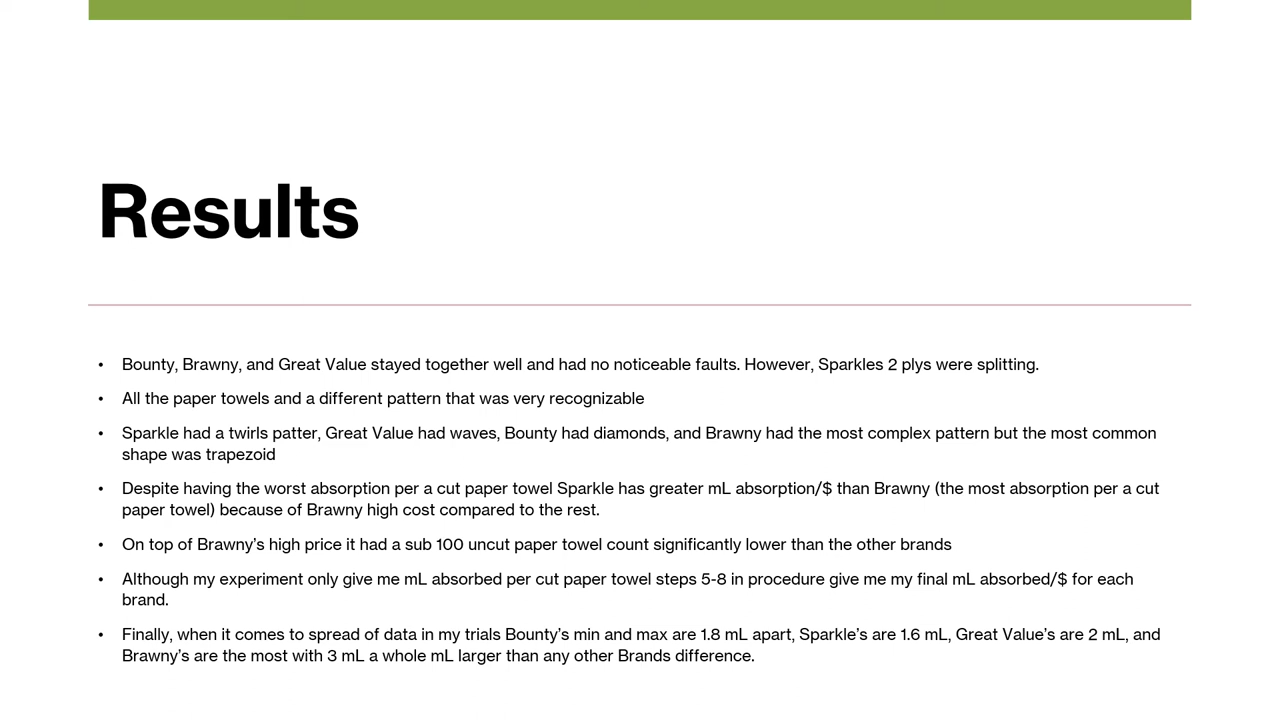 Results
• Bounty, Brawny, and Great Value stayed together well and had no noticeable faults. However, Sparkles 2 plys were splitting.
• All the paper towels and a different pattern that was very recognizable
• Sparkle had a twirls patter, Great Value had waves, Bounty had diamonds, and Brawny had the most complex pattern but the most common
shape was trapezoid
• Despite having the worst absorption per a cut paper towel Sparkle has greater mL absorption/$ than Brawny (the most absorption per a cut
paper towel) because of Brawny high cost compared to the rest.
• On top of Brawny’s high price it had a sub 100 uncut paper towel count significantly lower than the other brands
• Although my experiment only give me mL absorbed per cut paper towel steps 5-8 in procedure give me my final mL absorbed/$ for each
brand.
• Finally, when it comes to spread of data in my trials Bounty’s min and max are 1.8 mL apart, Sparkle’s are 1.6 mL, Great Value’s are 2 mL, and
Brawny’s are the most with 3 mL a whole mL larger than any other Brands difference.